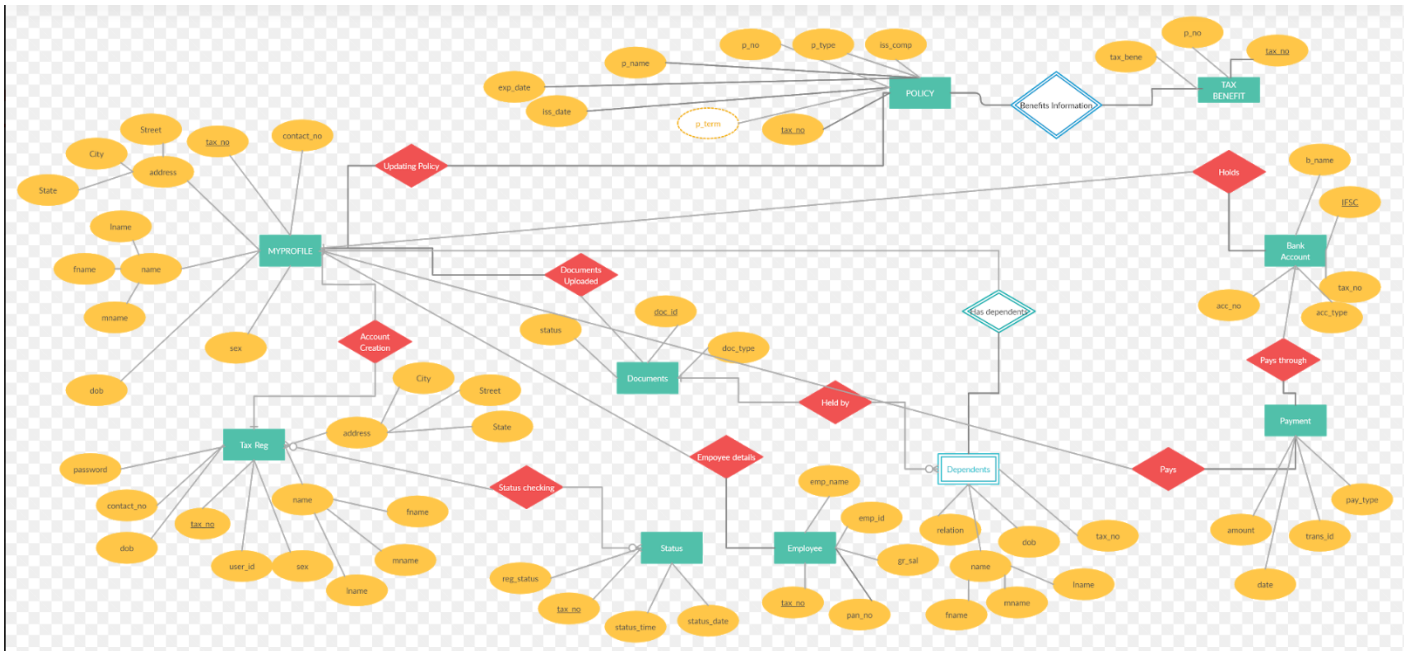 p_no
p_type
iss_comp
p_name
exp_date
iss_date
p_term
tax_no
POLICY
Benefits Information
p_no
tax_bene
tax_no
TAX
BENEFIT
Street
tax_no
contact_no
City
address
State
Updating Policy
lname
MYPROFILE
fname
name
mname
sex
dob
Holds
b_name
IFSC
Bank
Account
tax_no
acc_no
acc_type
Documents
Uploaded
doc_id
status
doc_type
Documents
Has dependents
Account
Creation
Pays through
Held by
Payment
City
Street
address
State
Tax Reg
password
contact_no
tax_no
dob
user_id
sex
name
fname
mname
lname
Status checking
Status
reg_status
tax_no
status_time
status_date
Empoyee details
emp_name
emp_id
Employee
gr_sal
tax_no
pan_no
Dependents
relation
dob
tax_no
name
lname
fname
mname
Pays
pay_type
amount
trans_id
date